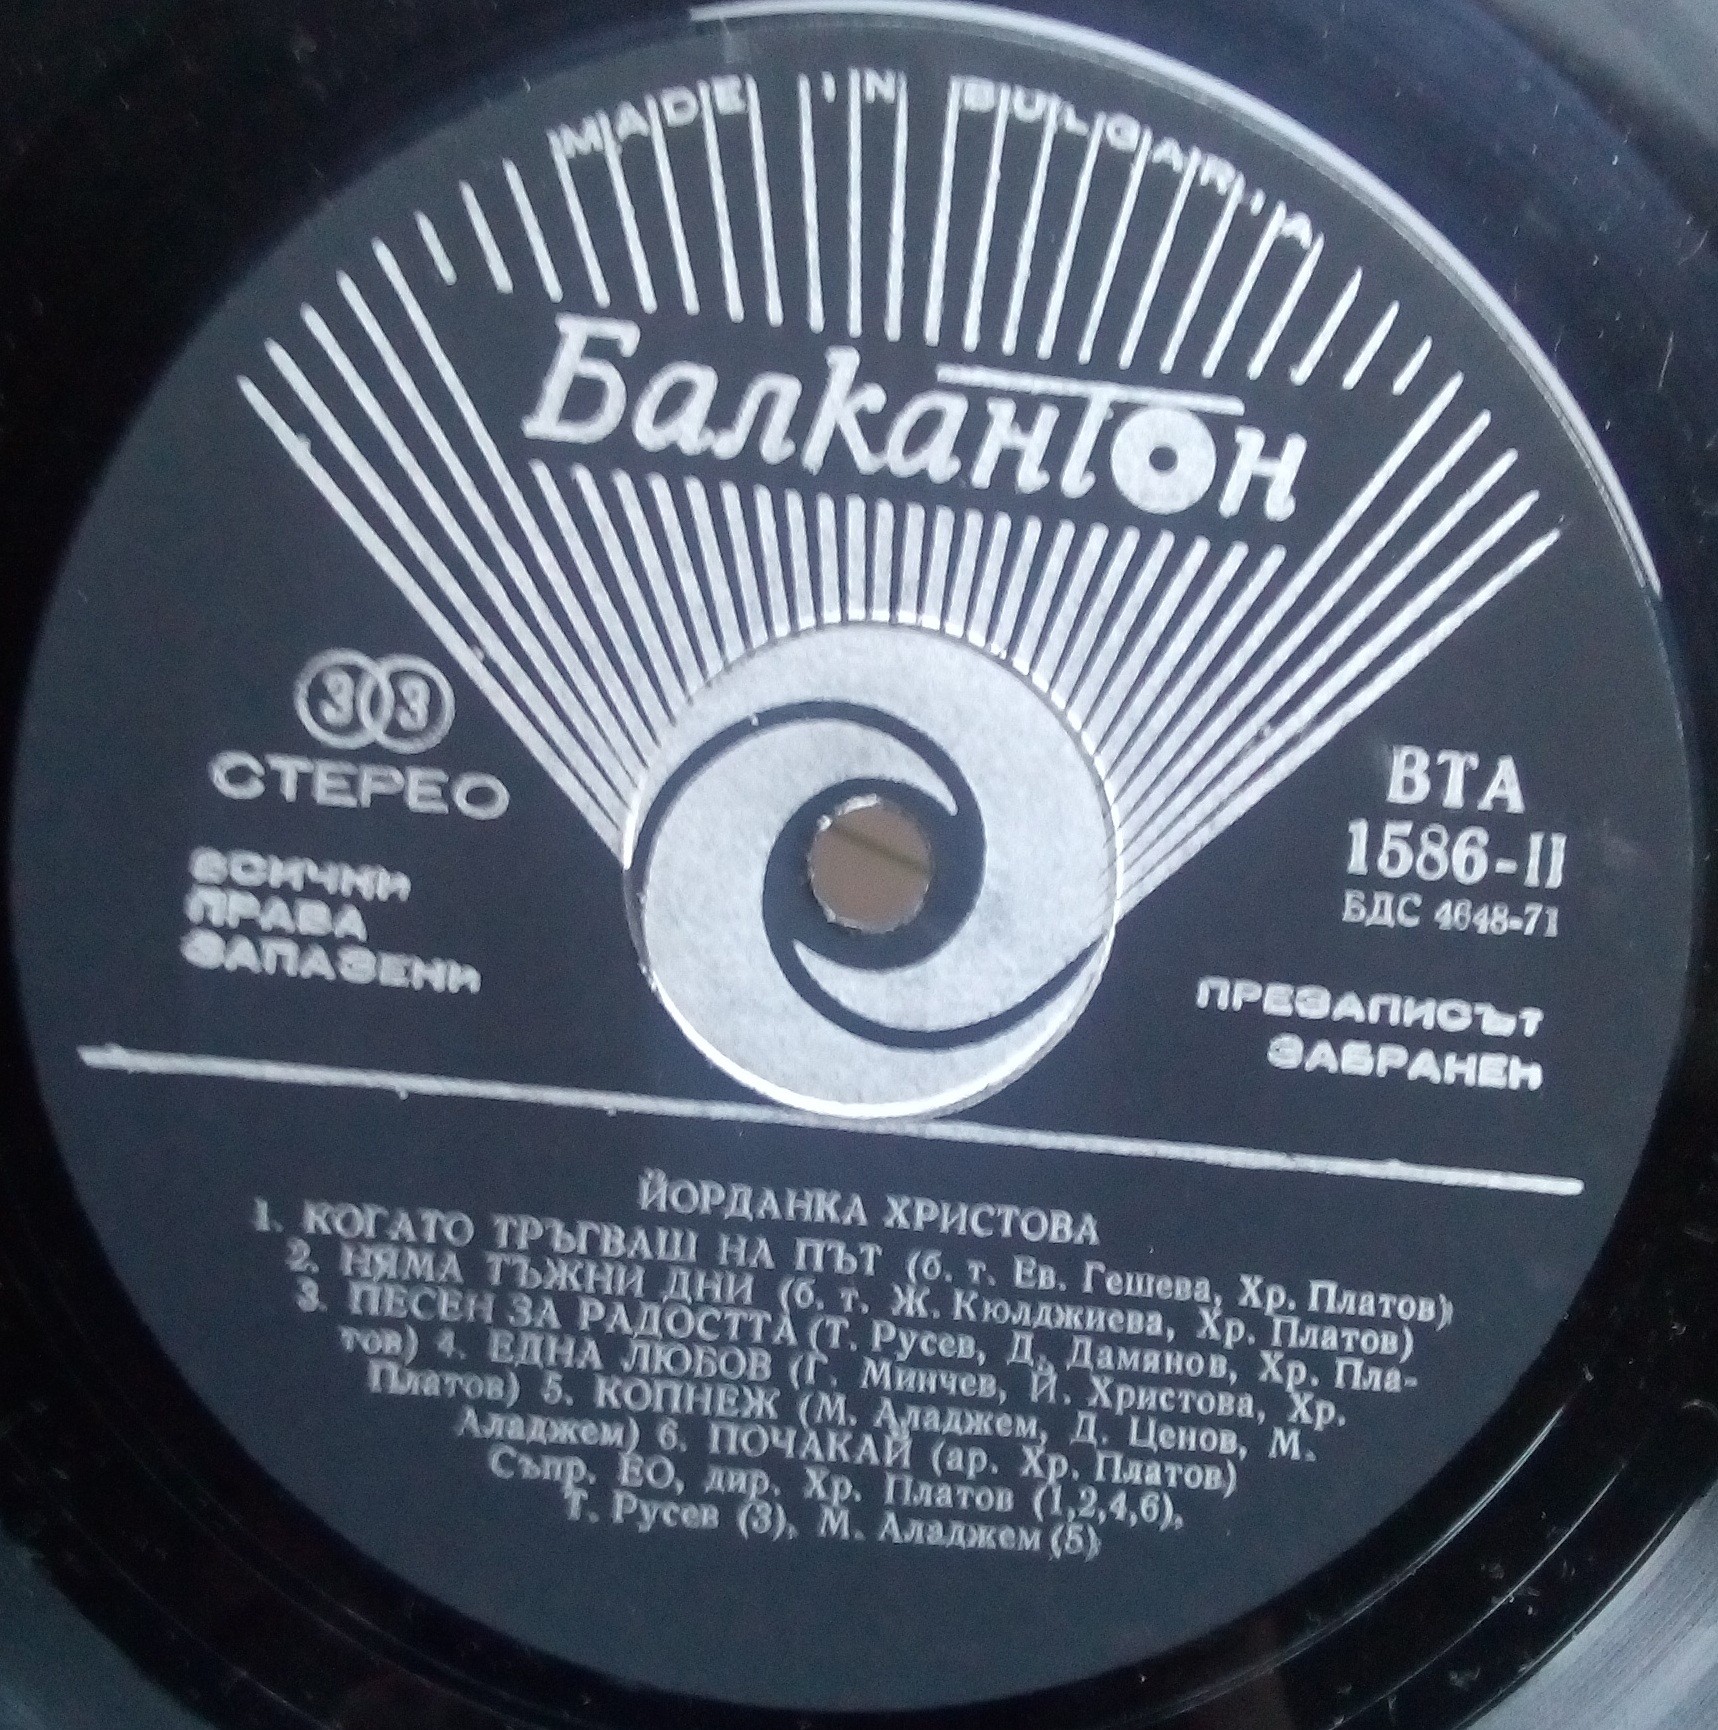 MADE IN BULGARIA
Балкантон
33
СТЕРЕО
ВСИЧКИ
ПРАВА
ЗАПАЗЕНИ
ВТА
1586-II
БДС 4648-71
ПРЕЗАПИСЪТ
ЗАБРАНЕН
ЙОРДАНКА ХРИСТОВА
1. КОГАТО ТРЪГВАШ НА ПЪТ (б. т. Ев. Гешева, Хр. Платов)
2. НЯМА ТЪЖНИ ДНИ (б. т. Ж. Кюлджиева, Хр. Платов)
3. ПЕСЕН ЗА РАДОСТТА (Т. Русев, Д. Дамянов, Хр. Пла-
тов) 4. ЕДНА ЛЮБОВ (Г. Минчев, Й. Христова, Хр.
Платов) 5. КОПНЕЖ (М. Аладжем, Д. Ценов, М.
Аладжем) 6. ПОЧАКАЙ (ар. Хр. Платов)
Съпр. ЕО, дир. Хр. Платов (1,2,4,6),
Т. Русев (3), М. Аладжем (5)